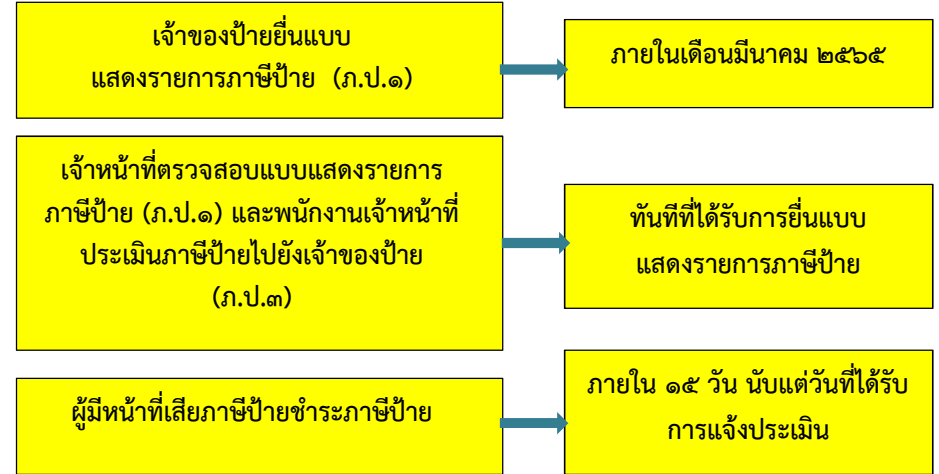 เจ้าของป้ายยื่นแบบ
แสดงรายการภาษีป้าย (ภ.ป.๑)
ภายในเดือนมีนาคม ๒๕๖๕
เจ้าหน้าที่ตรวจสอบแบบแสดงรายการ
ภาษีป้าย (ภ.ป.๑) และพนักงานเจ้าหน้าที่
ประเมินภาษีป้ายไปยังเจ้าของป้าย
(ภ.ป.๓)
ทันทีที่ได้รับการยื่นแบบ
แสดงรายการภาษีป้าย
ผู้มีหน้าที่เสียภาษีป้ายชำระภาษีป้าย
ภายใน ๑๕ วัน นับแต่วันที่ได้รับ
การแจ้งประเมิน